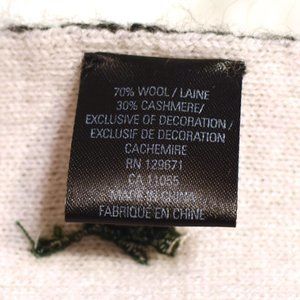 70% WOOL / LAINE
30% CASHMERE/
EXCLUSIVE OF DECORATION/
EXCLUSIF DE DECORATION
CACHEMIRE
RN 129671
CA 11055
MADE IN CHINA/
FABRIQUÉ EN CHINE